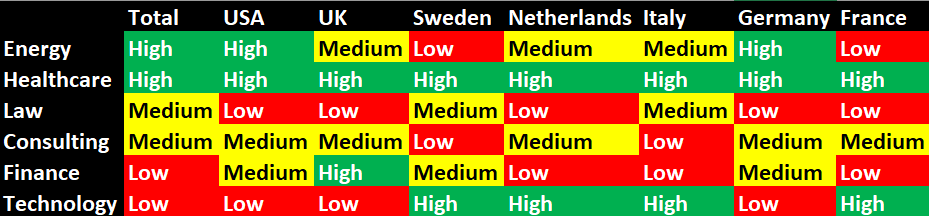 Total USA UK Sweden Netherlands Italy Germany France
Energy High High Medium Low Medium Medium High Low
Healthcare High High High High High High High High
Law Medium Low Low Medium Low Medium Low Low
Consulting Medium Medium Medium Low Medium Low Medium Medium
Finance Low Medium High Medium Low Low Medium Low
Technology Low Low Low High High High Low High